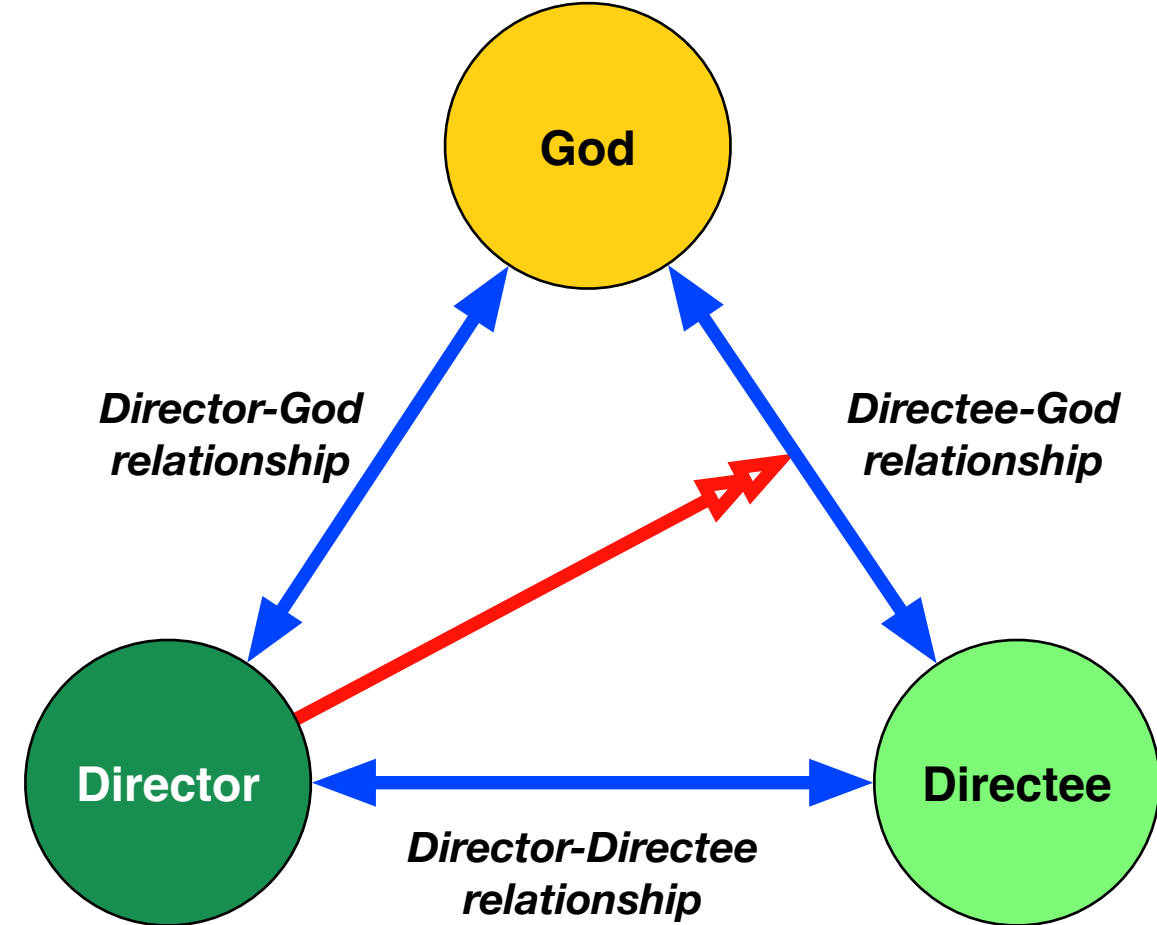 God
Director-God
relationship
Directee-God
relationship
Director
Directee
Director-Directee
relationship